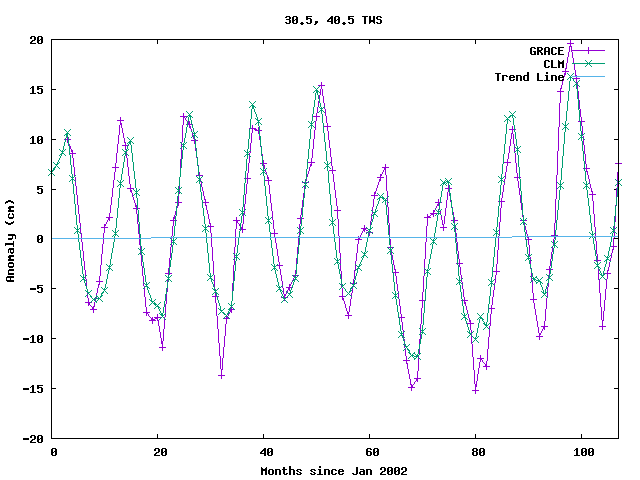 30.5, 40.5 TWS
GRACE
CLM
Trend Line
20
15
10
5
0
-5
-10
-15
-20
Anomaly (cm)
0 20 40 60 80 100
Months since Jan 2002